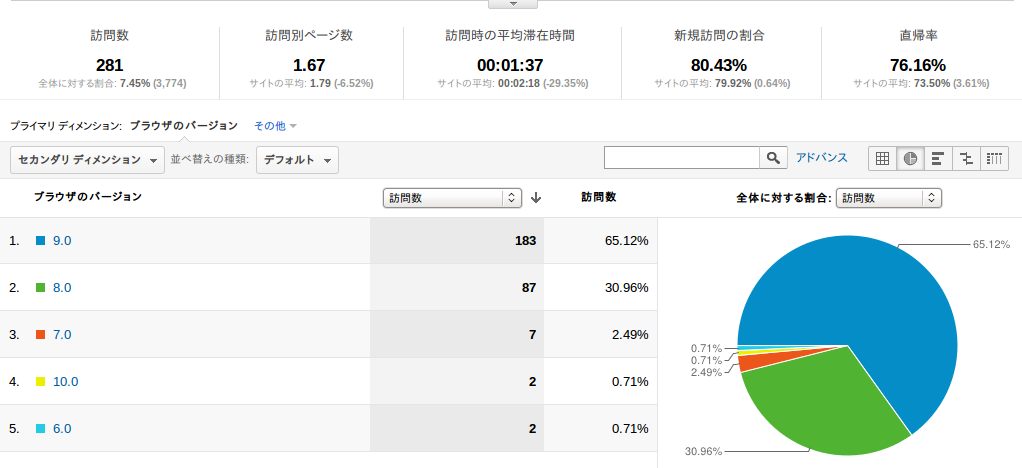 訪問数 訪問別ページ数 訪問時の平均滞在時間 新規訪問の割合 直帰率
281 1.67 00:01:37 80.43% 76.16%
全体に対する割合: 7.45% (3,774) サイトの平均: 1.79 (-6.52%) サイトの平均: 00:02:18 (-29.35%) サイトの平均: 79.92% (0.64%) サイトの平均: 73.50% (3.61%)
プライマリ ディメンション: ブラウザのバージョン その他
セカンダリ ディメンション 並べ替えの種類: デフォルト アドバンス
ブラウザのバージョン 訪問数 訪問数 全体に対する割合: 訪問数
1. 9.0 183 65.12%
2. 8.0 87 30.96%
3. 7.0 7 2.49%
4. 10.0 2 0.71%
5. 6.0 2 0.71%
65.12%
0.71%
0.71%
2.49%
30.96%